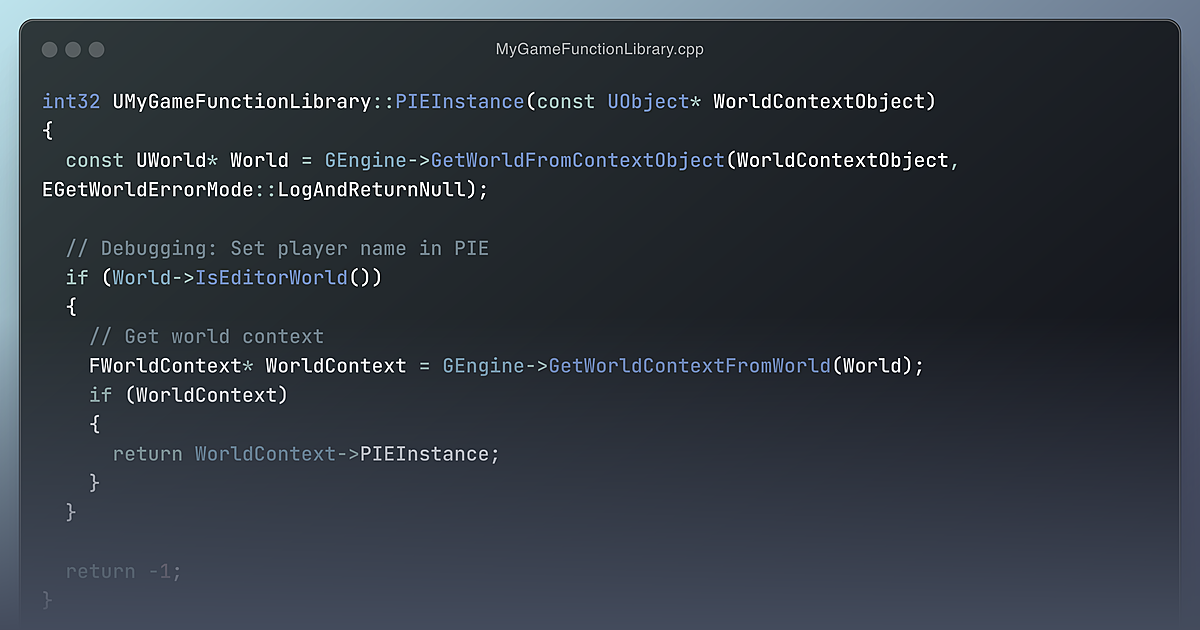 MyGameFunctionLibrary.cpp
int32 UMyGameFunctionLibrary::PIEInstance(const UObject* WorldContextObject)
{
  const UWorld* World = GEngine->GetWorldFromContextObject(WorldContextObject,
EGetWorldErrorMode::LogAndReturnNull);

  // Debugging: Set player name in PIE
  if (World->IsEditorWorld())
  {
    // Get world context
    FWorldContext* WorldContext = GEngine->GetWorldContextFromWorld(World);
    if (WorldContext)
    {
      return WorldContext->PIEInstance;
    }
  }

  return -1;
}